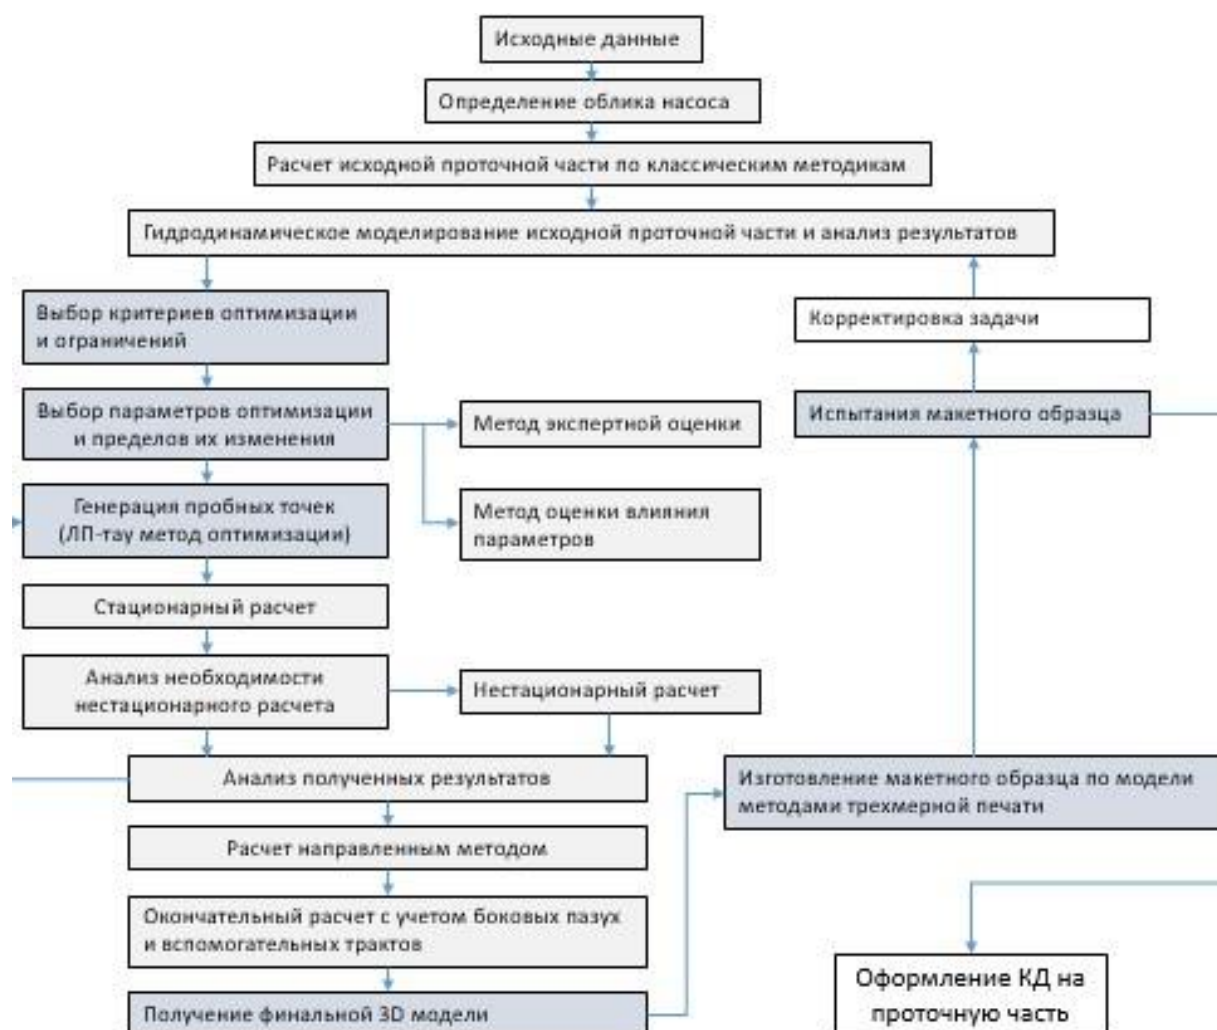 Исходные данные
Определение облика насоса
Расчет исходной проточной части по классическим методикам
Гидродинамическое моделирование исходной проточной части и анализ результатов
Выбор критериев оптимизации
и ограничений
Корректировка задачи
Выбор параметров оптимизации
и пределов их изменения
Метод экспертной оценки
Испытания макетного образца
Генерация пробных точек
(ЛП-тау метод оптимизации)
Метод оценки влияния
параметров
Стационарный расчет
Анализ необходимости
нестационарного расчета
Нестационарный расчет
Анализ полученных результатов
Изготовление макетного образца по модели
методами трехмерной печати
Расчет направленным методом
Окончательный расчет с учетом боковых пазух
и вспомогательных трактов
Получение финальной 3D модели
Оформление КД на
проточную часть